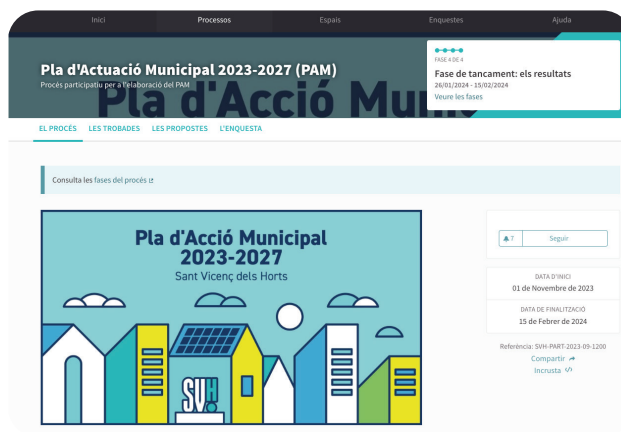 Inici Processos Espais Enquestes Ajuda
Pla d'Actuació Municipal 2023-2027 (PAM)
Procés participatiu per a l'elaboració del PAM
Pla d'Acció Mun
FASE 4 DE 4
Fase de tancament: els resultats
26/01/2024 - 15/02/2024
Veure les fases
EL PROCÉS LES TROBADES LES PROPOSTES L'ENQUESTA
Consulta les fases del procés
Pla d'Acció Municipal
2023-2027
Sant Vicenç dels Horts
SVH
7 Seguir
DATA D'INICI
01 de Novembre de 2023
DATA DE FINALITZACIÓ
15 de Febrer de 2024
Referència: SVH-PART-2023-09-1200
Compartir
Incrusta